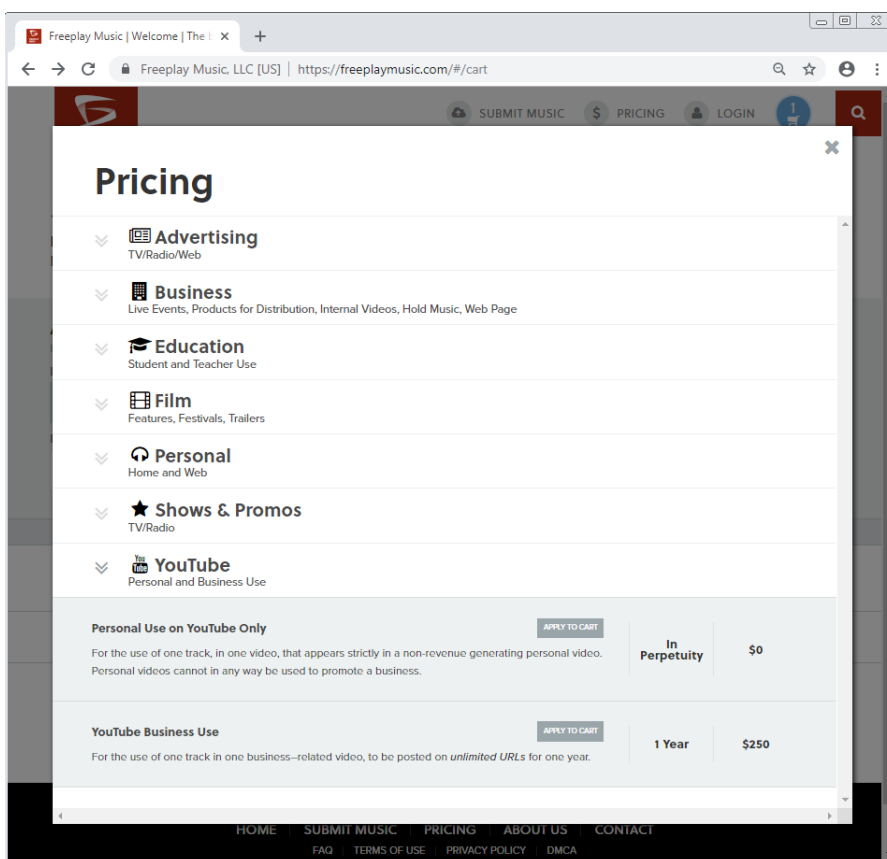 Freeplay Music | Welcome | The
Freeplay Music, LLC [US] | https://freeplaymusic.com/#/cart
SUBMIT MUSIC $ PRICING LOGIN 1
Pricing
Advertising
TV/Radio/Web
Business
Live Events, Products for Distribution, Internal Videos, Hold Music, Web Page
Education
Student and Teacher Use
Film
Features, Festivals, Trailers
Personal
Home and Web
Shows & Promos
TV/Radio
You Tube YouTube
Personal and Business Use
Personal Use on YouTube Only APPLY TO CART
For the use of one track, in one video, that appears strictly in a non-revenue generating personal video.
Personal videos cannot in any way be used to promote a business.
In
Perpetuity
$0
YouTube Business Use APPLY TO CART
For the use of one track in one business–related video, to be posted on unlimited URLs for one year.
1 Year $250
HOME SUBMIT MUSIC PRICING ABOUT US CONTACT
FAQ TERMS OF USE PRIVACY POLICY DMCA